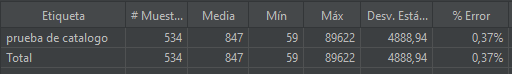 Etiqueta # Muest... Media Mín Máx Desv. Está... % Error
prueba de catalogo 534 847 59 89622 4888,94 0,37%
Total 534 847 59 89622 4888,94 0,37%